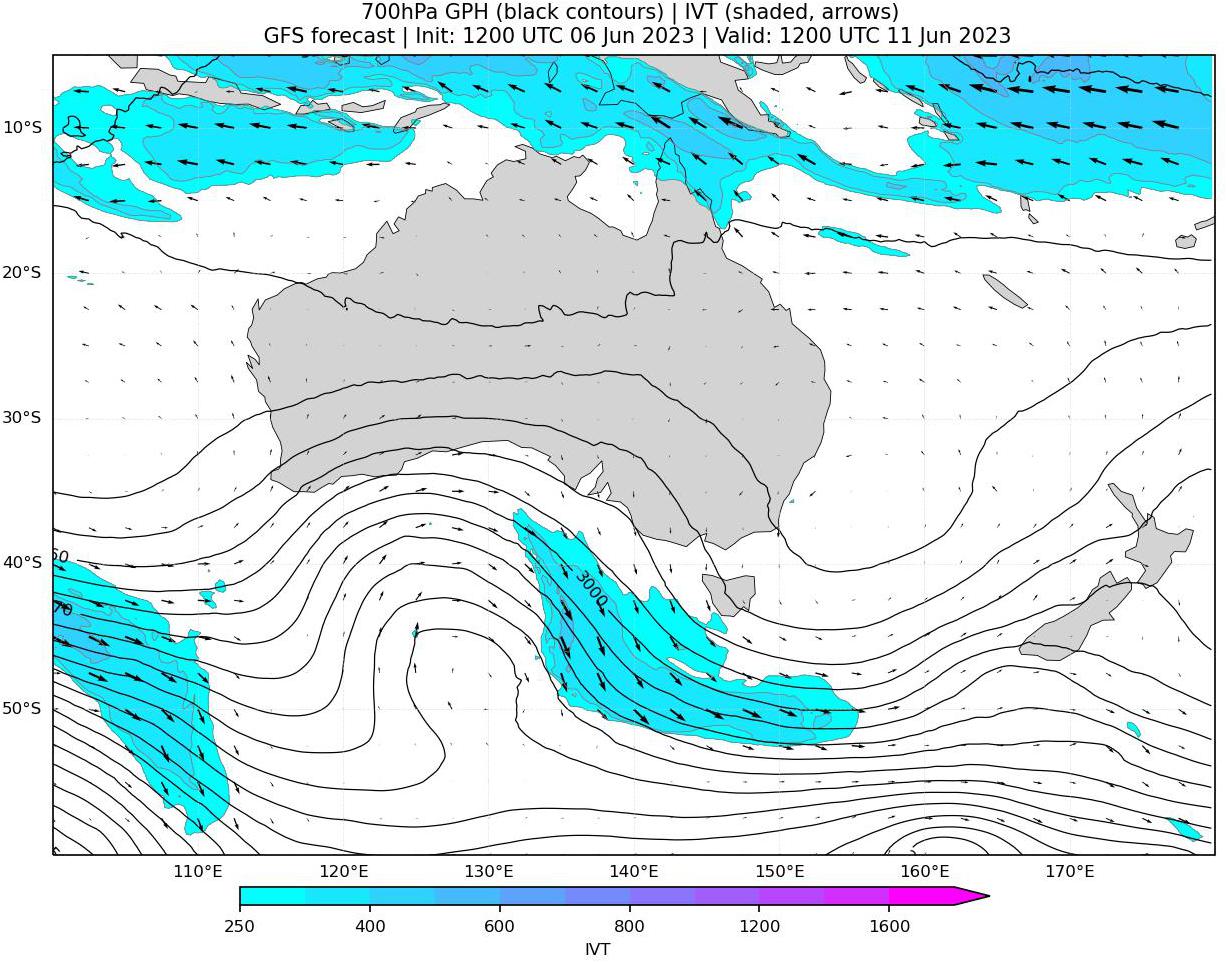 700hPa GPH (black contours) | IVT (shaded, arrows)
GFS forecast | Init: 1200 UTC 06 Jun 2023 | Valid: 1200 UTC 11 Jun 2023
10°S
20°S
30°S
40°S
50°S
60
70
3000
110°E 120°E 130°E 140°E 150°E 160°E 170°E
250 400 600 800 1200 1600
IVT